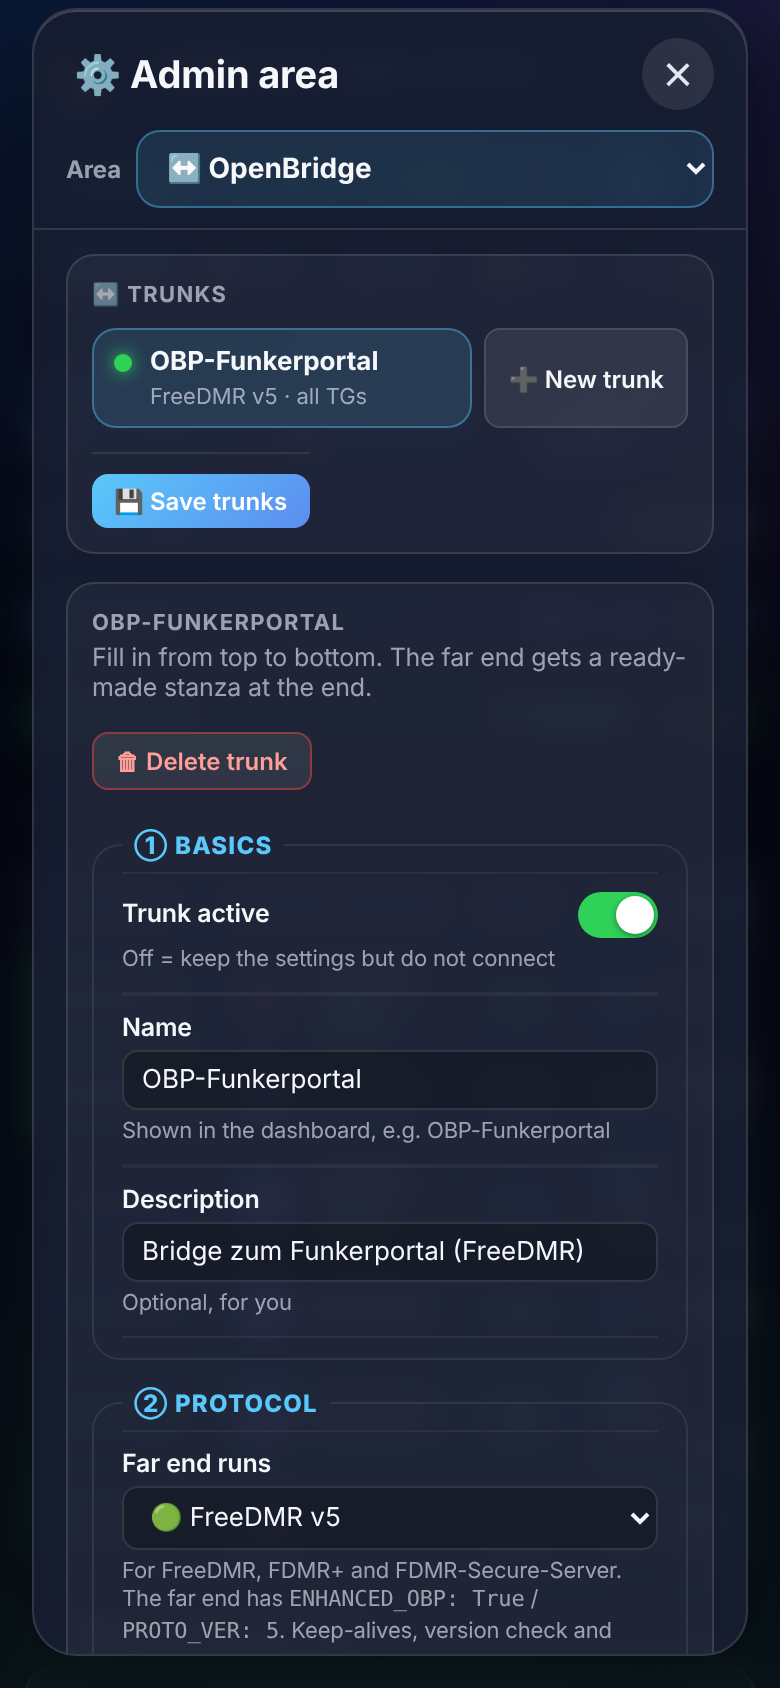 ⚙️ Admin area
Area
↔️ OpenBridge
↔️ TRUNKS
OBP-Funkerportal
FreeDMR v5 · all TGs
➕ New trunk
💾 Save trunks
OBP-FUNKERPORTAL
Fill in from top to bottom. The far end gets a ready-
made stanza at the end.
🗑 Delete trunk
① BASICS
Trunk active
Off = keep the settings but do not connect
Name
OBP-Funkerportal
Shown in the dashboard, e.g. OBP-Funkerportal
Description
Bridge zum Funkerportal (FreeDMR)
Optional, for you
② PROTOCOL
Far end runs
🟢 FreeDMR v5
For FreeDMR, FDMR+ and FDMR-Secure-Server.
The far end has ENHANCED_OBP: True /
PROTO_VER: 5. Keep-alives, version check and